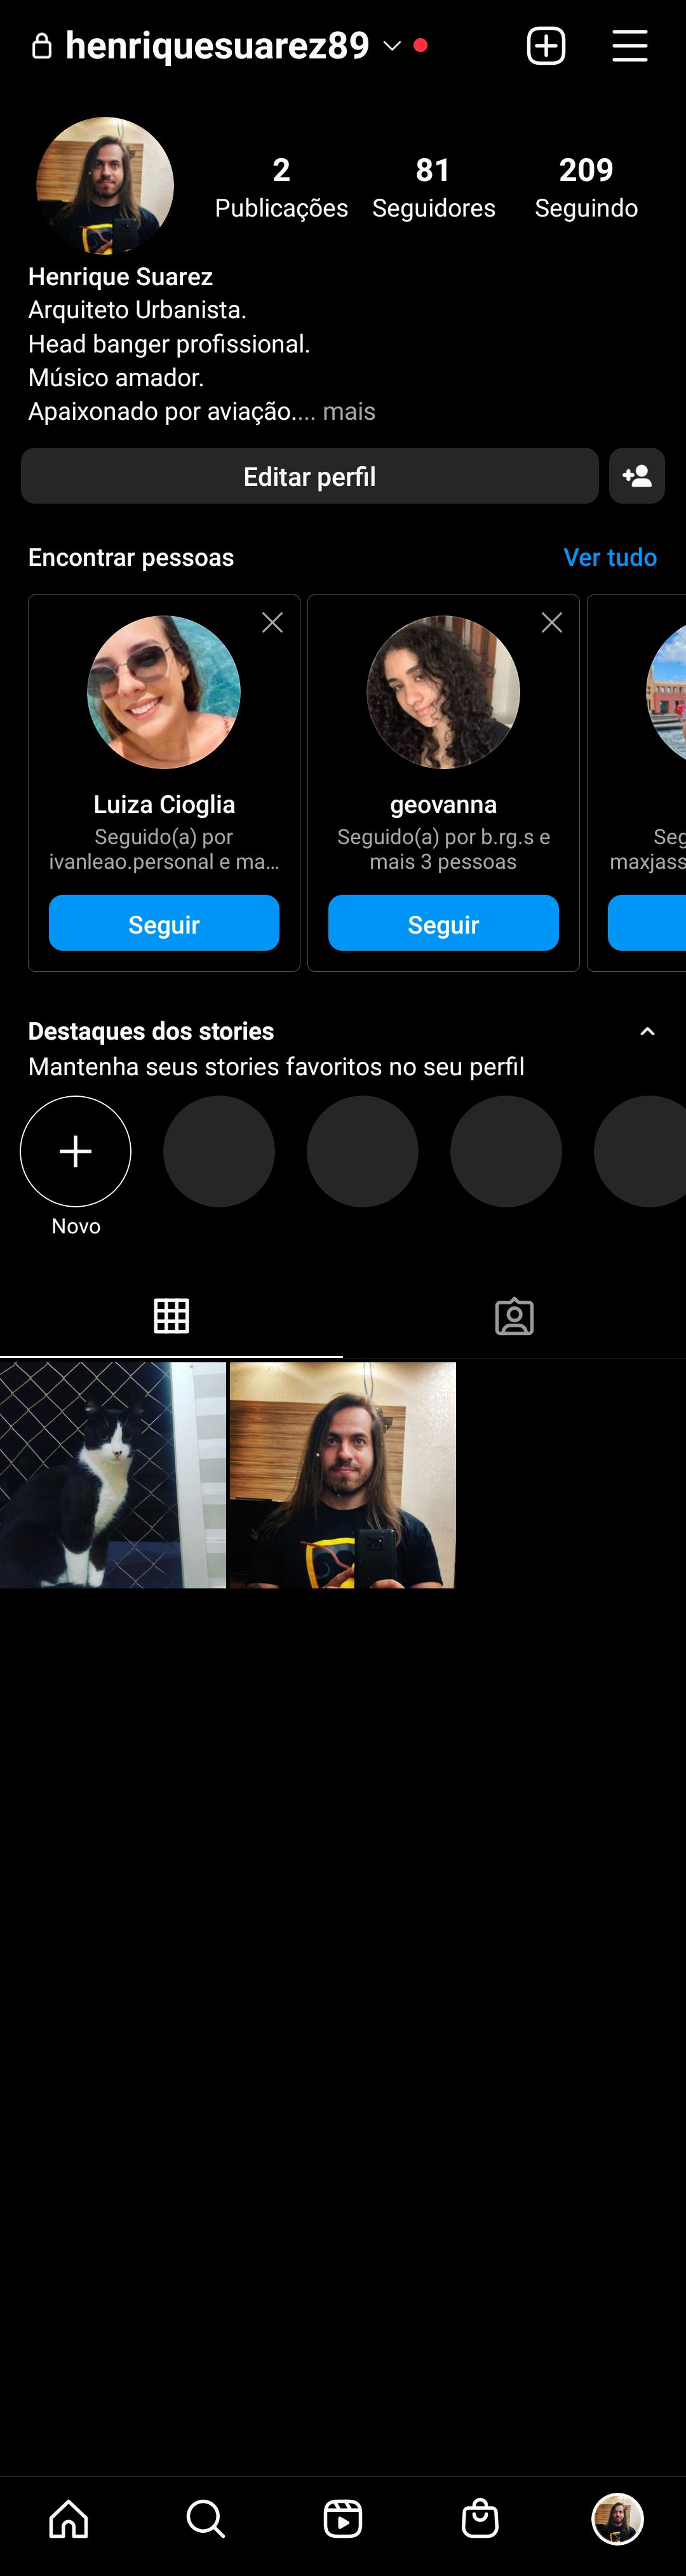 henriquesuarez89
2 81 209
Publicações Seguidores Seguindo
Henrique Suarez
Arquiteto Urbanista.
Head banger profissional.
Músico amador.
Apaixonado por aviação.... mais
Editar perfil
Encontrar pessoas Ver tudo
Luiza Cioglia
Seguido(a) por
ivanleao.personal e ma...
Seguir
geovanna
Seguido(a) por b.rg.s e
mais 3 pessoas
Seguir
Seg
maxjass
Destaques dos stories
Mantenha seus stories favoritos no seu perfil
Novo